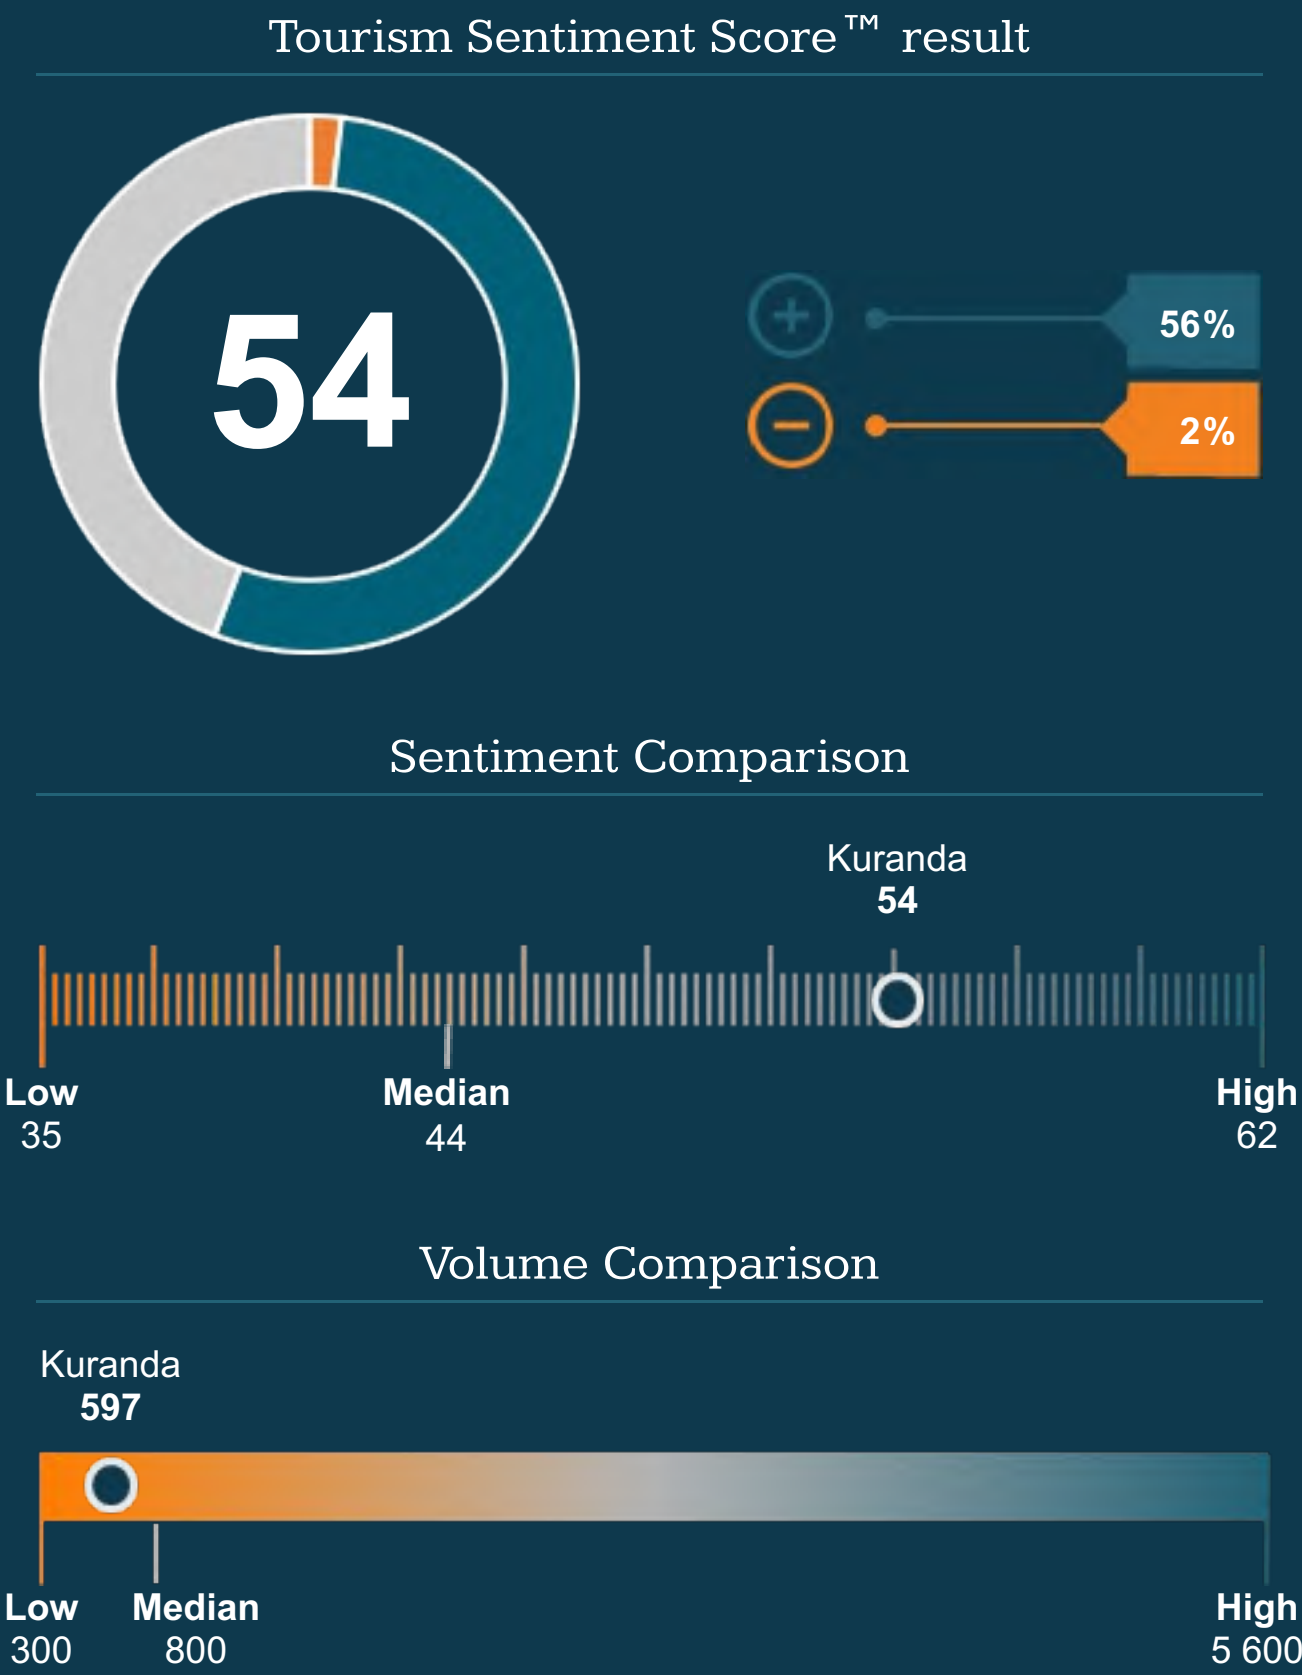 Tourism Sentiment Score™ result
54
56%
2%
Sentiment Comparison
Kuranda
54
Low
Median
High
35
44
62
Volume Comparison
Kuranda
597
Low
Median
High
300
800
5 600